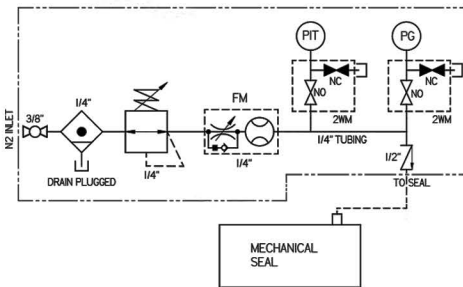 PIT
PG
NC
NC
NO
NO
2WM
2WM
N2 INLET
3/8"
1/4"
DRAIN PLUGGED
1/4"
FM
1/4"
1/4" TUBING
1/2"
TO SEAL
MECHANICAL
SEAL